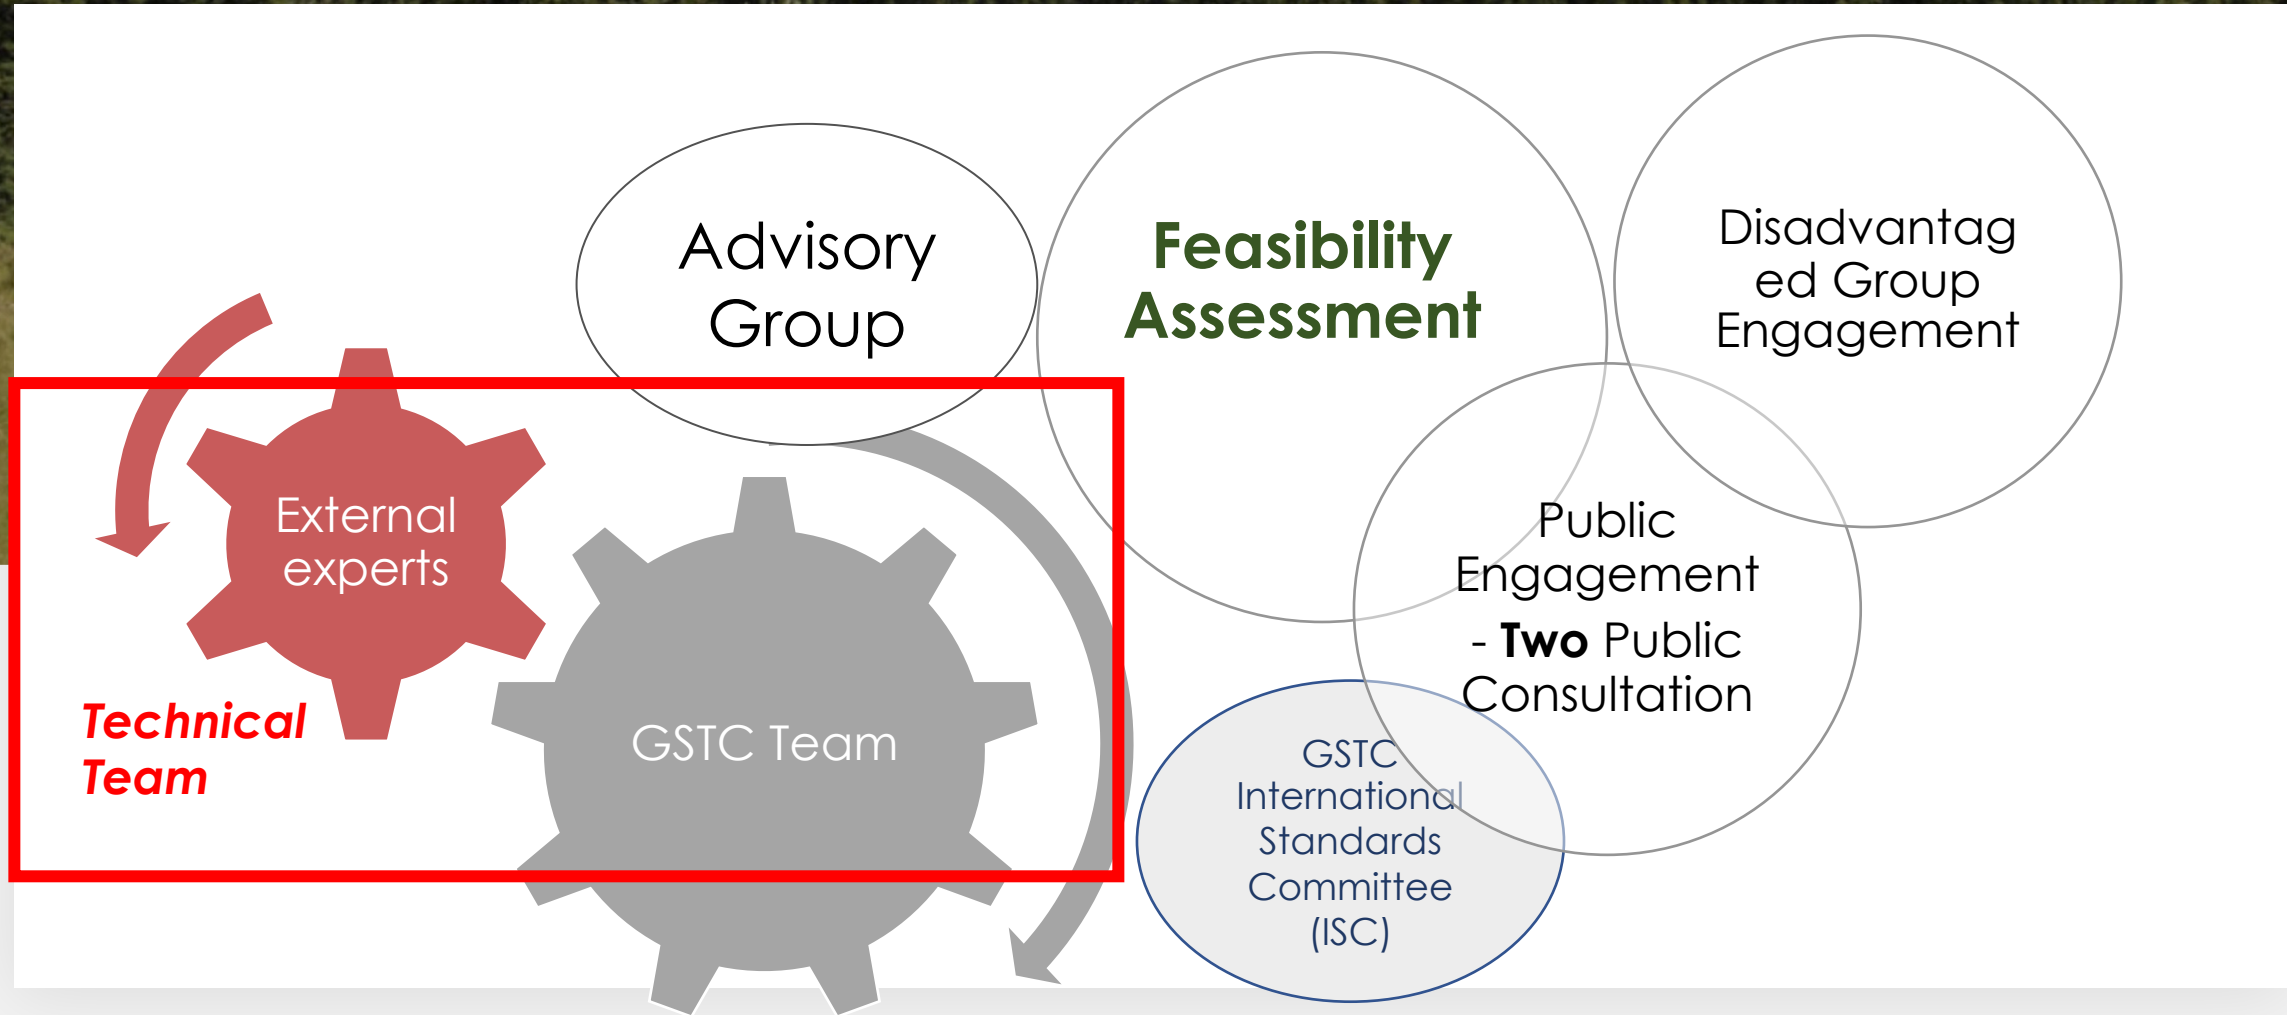 Advisory
Group
Feasibility
Assessment
Disadvantag
ed Group
Engagement
External
experts
Public
Engagement
- Two Public
Consultation
Technical
Team
GSTC Team
GSTC
International
Standards
Committee
(ISC)